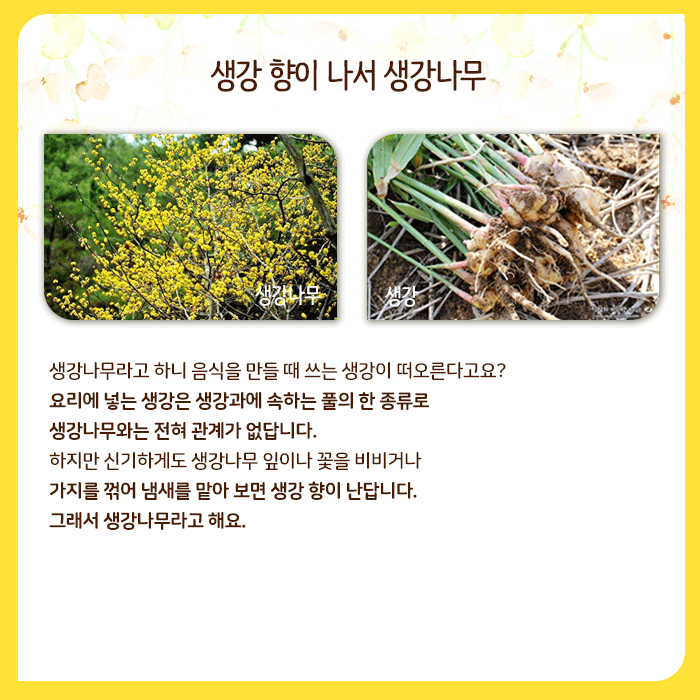 생강 향이 나서 생강나무
생강나무
생강
생강나무라고 하니 음식을 만들 때 쓰는 생강이 떠오른다고요?
요리에 넣는 생강은 생강과에 속하는 풀의 한 종류로
생강나무와는 전혀 관계가 없답니다.
하지만 신기하게도 생강나무 잎이나 꽃을 비비거나
가지를 꺾어 냄새를 맡아 보면 생강 향이 난답니다.
그래서 생강나무라고 해요.